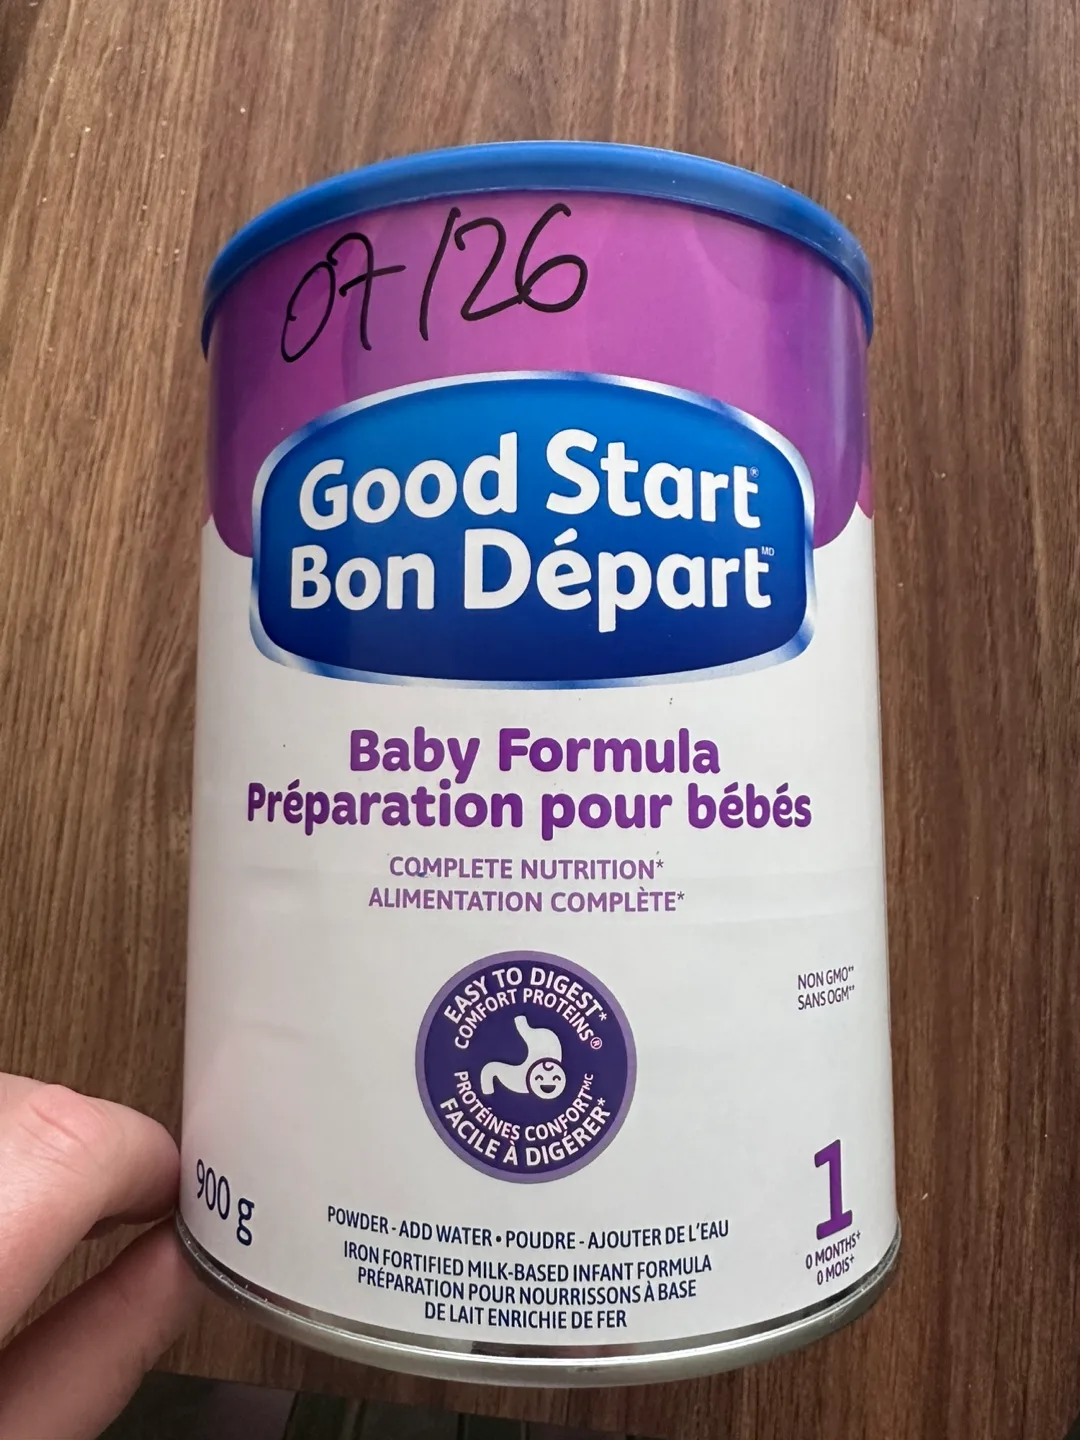 07/26
Good Start®
Bon Départ MD
Baby Formula
Préparation pour bébés
COMPLETE NUTRITION*
ALIMENTATION COMPLÈTE*
NON GMO**
SANS OGM**
EASY TO DIGEST*
COMFORT PROTEINS®
PROTÉINES CONFORT MC
FACILE À DIGÉRER*
900 g
POWDER - ADD WATER • POUDRE - AJOUTER DE L'EAU
IRON FORTIFIED MILK-BASED INFANT FORMULA
PRÉPARATION POUR NOURRISSONS À BASE
DE LAIT ENRICHIE DE FER
1
0 MONTHS+
0 MOIS+